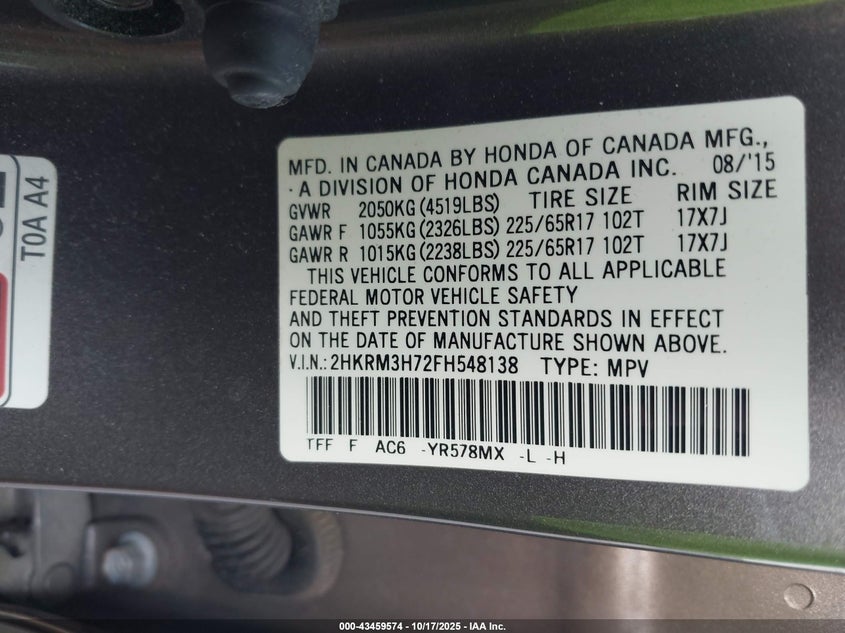 T0A A4
MFD. IN CANADA BY HONDA OF CANADA MFG.,
· A DIVISION OF HONDA CANADA INC. 08/'15
GVWR 2050KG(4519LBS) TIRE SIZE RIM SIZE
GAWR F 1055KG(2326LBS) 225/65R17 102T 17X7J
GAWR R 1015KG(2238LBS) 225/65R17 102T 17X7J
THIS VEHICLE CONFORMS TO ALL APPLICABLE
FEDERAL MOTOR VEHICLE SAFETY
AND THEFT PREVENTION STANDARDS IN EFFECT
ON THE DATE OF MANUFACTURE SHOWN ABOVE.
V.I.N.: 2HKRM3H72FH548138 TYPE: MPV
TFF F AC6 -YR578MX -L -H
000-43459574 | 10/17/2025 | IAA Inc.